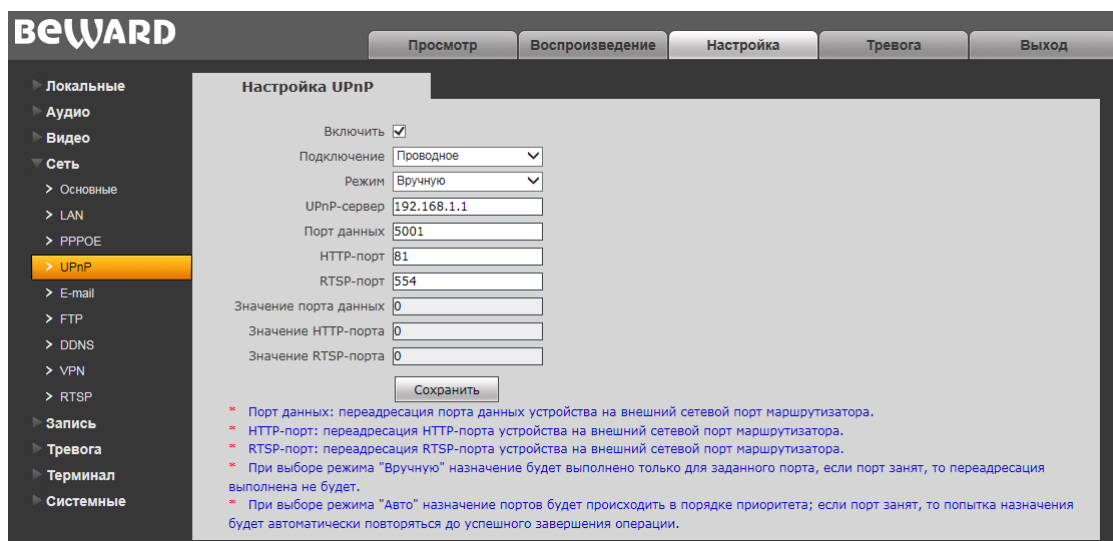 BEWARD
Просмотр
Воспроизведение
Настройка
Тревога
Выход
Локальные
Аудио
Видео
Сеть
Основные
LAN
PPPOE
UPnP
E-mail
FTP
DDNS
VPN
RTSP
Запись
Тревога
Терминал
Системные
Настройка UPnP
Включить
Подключение Проводное
Режим Вручную
UPnP-сервер 192.168.1.1
Порт данных 5001
HTTP-порт 81
RTSP-порт 554
Значение порта данных 0
Значение HTTP-порта 0
Значение RTSP-порта 0
Сохранить
* Порт данных: переадресация порта данных устройства на внешний сетевой порт маршрутизатора.
* HTTP-порт: переадресация HTTP-порта устройства на внешний сетевой порт маршрутизатора.
* RTSP-порт: переадресация RTSP-порта устройства на внешний сетевой порт маршрутизатора.
* При выборе режима "Вручную" назначение будет выполнено только для заданного порта, если порт занят, то переадресация
выполнена не будет.
* При выборе режима "Авто" назначение портов будет происходить в порядке приоритета; если порт занят, то попытка назначения
будет автоматически повторяться до успешного завершения операции.